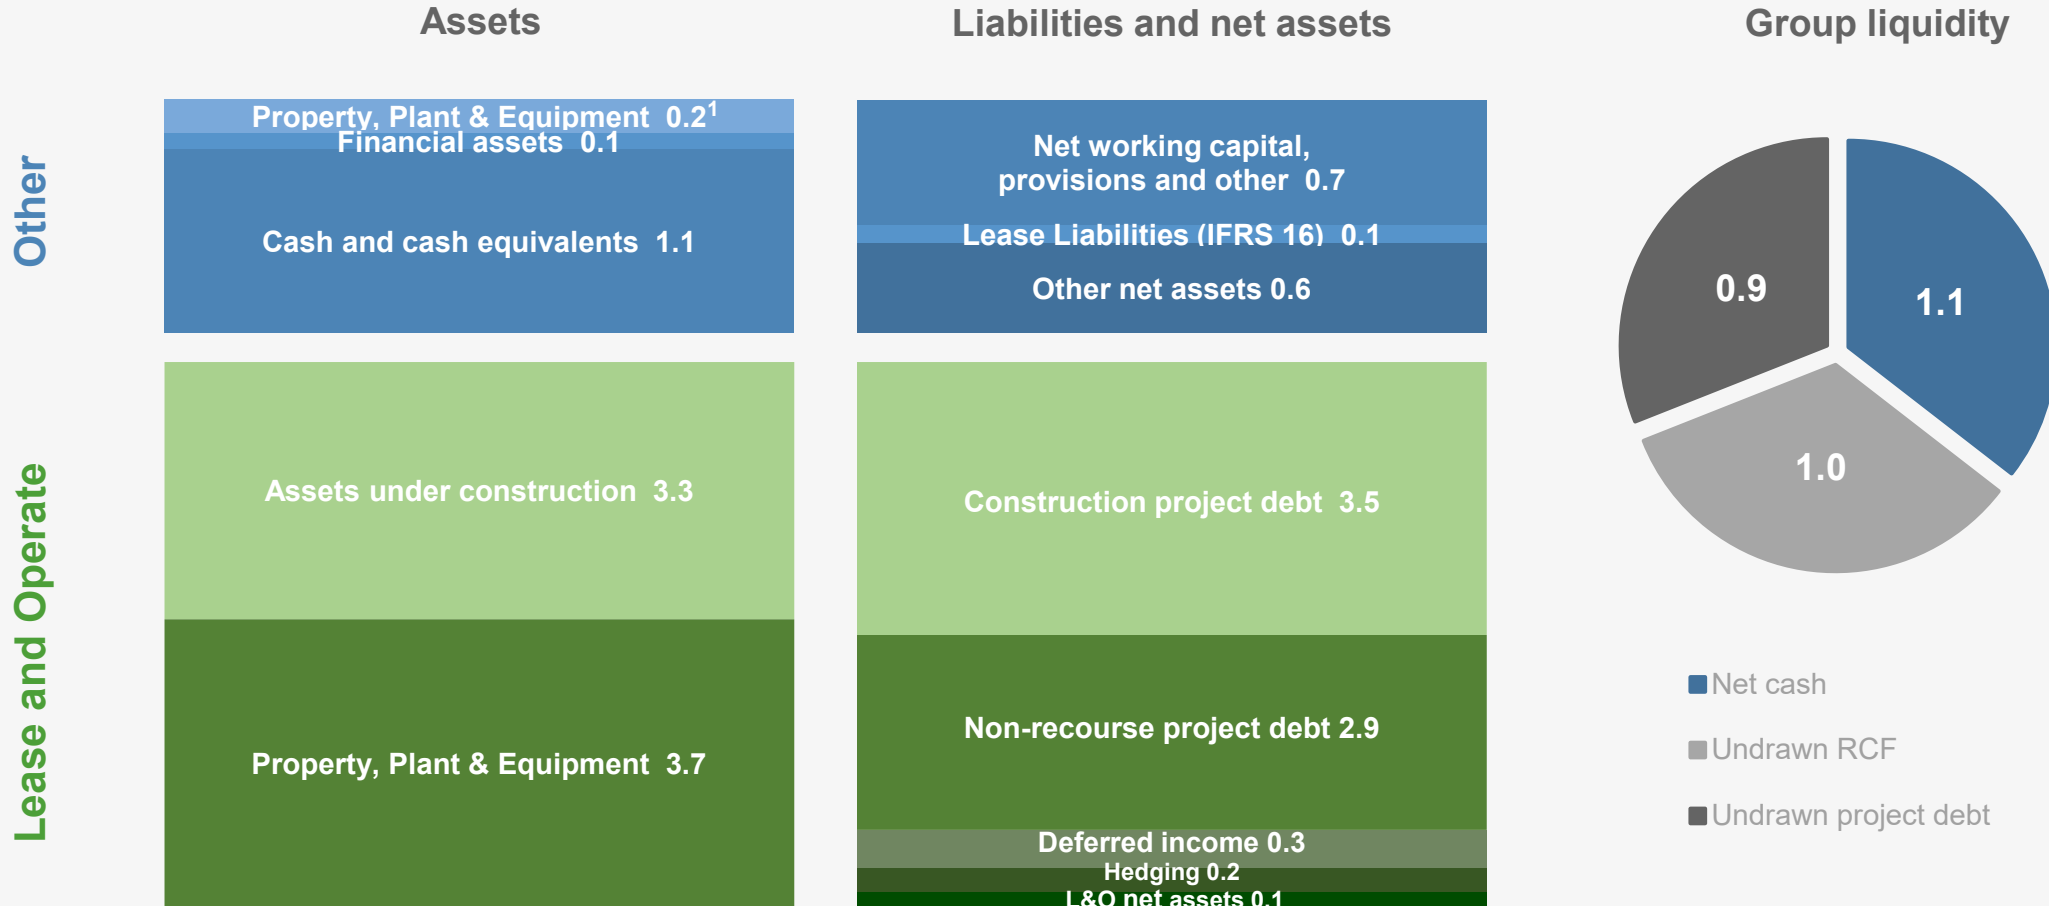 Assets
Liabilities and net assets
Group liquidity
Other
Property, Plant & Equipment 0.2¹
Financial assets 0.1
Cash and cash equivalents 1.1
Net working capital,
provisions and other 0.7
Lease Liabilities (IFRS 16) 0.1
Other net assets 0.6
Lease and Operate
Assets under construction 3.3
Property, Plant & Equipment 3.7
Construction project debt 3.5
Non-recourse project debt 2.9
Deferred income 0.3
Hedging 0.2
L&O net assets 0.1
0.9
1.1
1.0
Net cash
Undrawn RCF
Undrawn project debt